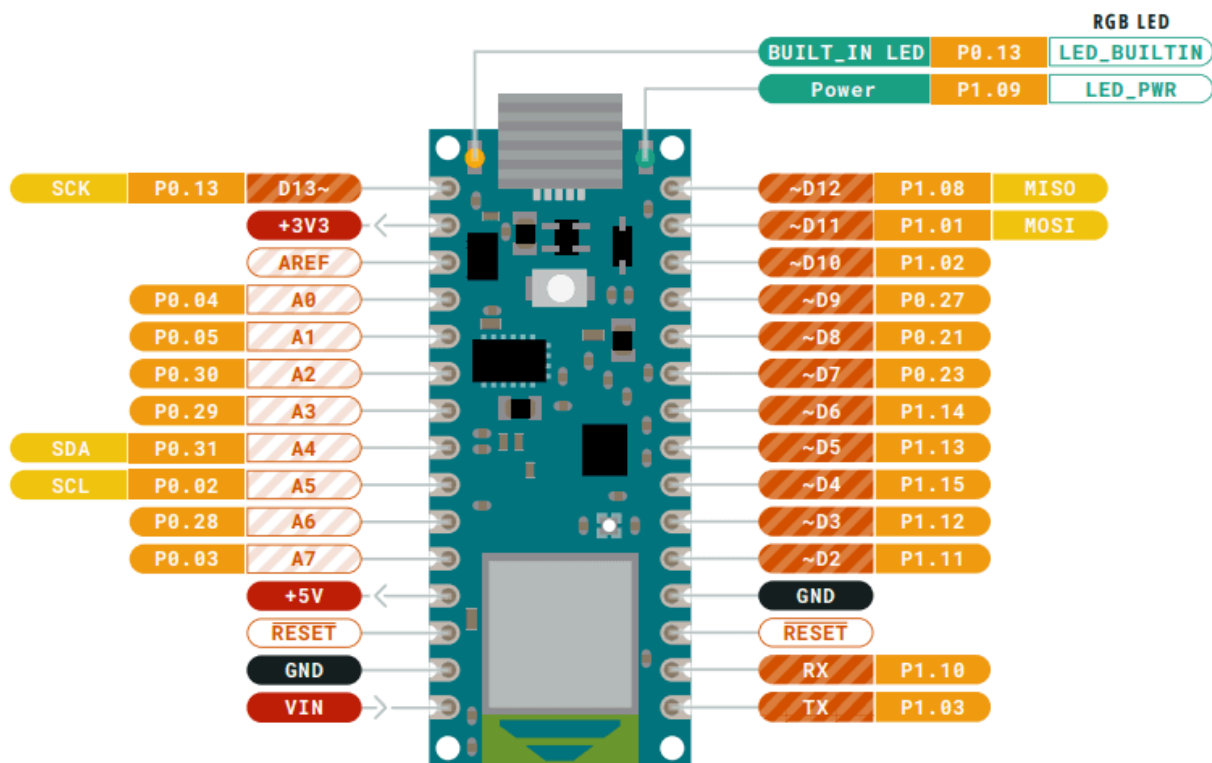 RGB LED
BUILT_IN LED P0.13 LED_BUILTIN
Power P1.09 LED_PWR
SCK P0.13 D13~
+3V3
AREF
P0.04 A0
P0.05 A1
P0.30 A2
P0.29 A3
SDA P0.31 A4
SCL P0.02 A5
P0.28 A6
P0.03 A7
+5V
RESET
GND
VIN
~D12 P1.08 MISO
~D11 P1.01 MOSI
~D10 P1.02
~D9 P0.27
~D8 P0.21
~D7 P0.23
~D6 P1.14
~D5 P1.13
~D4 P1.15
~D3 P1.12
~D2 P1.11
GND
RESET
RX P1.10
TX P1.03